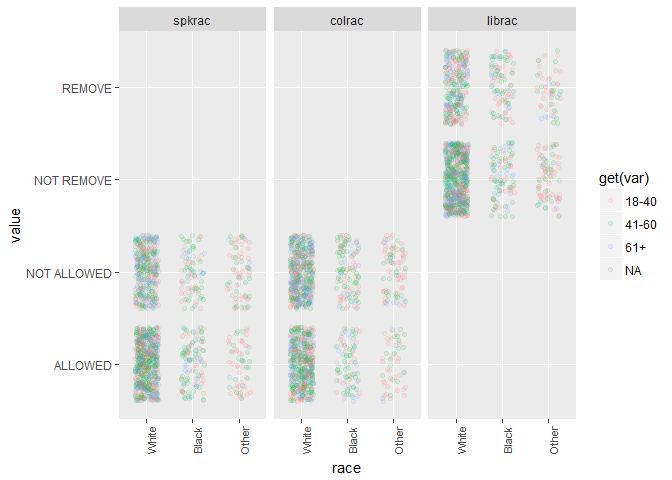 spkrac colrac librac
REMOVE
NOT REMOVE
NOT ALLOWED
ALLOWED
value
White Black Other White Black Other White Black Other
race
get(var)
18-40
41-60
61+
NA